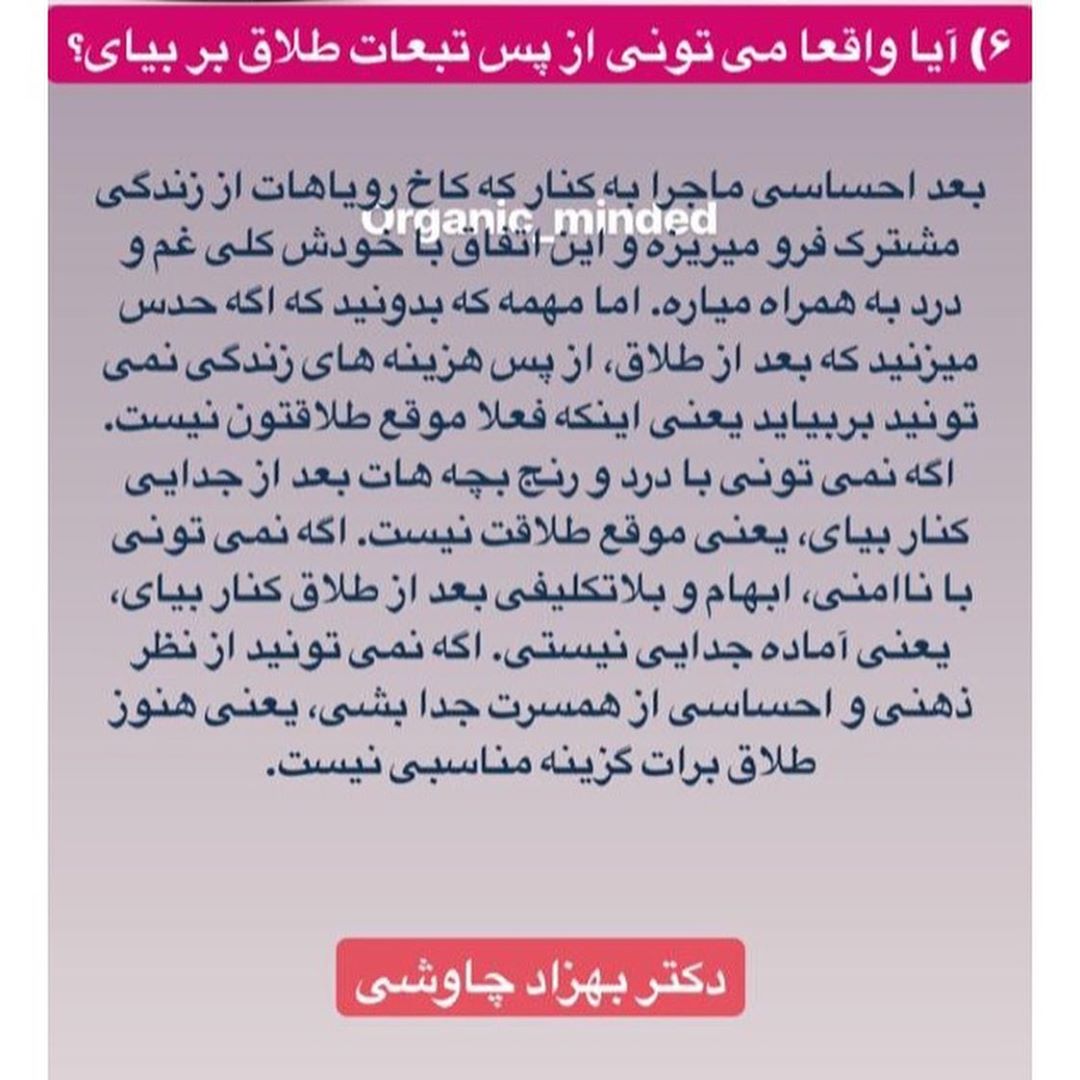 ۶) آیا واقعا می تونی از پس تبعات طلاق بر بیای؟
بعد احساسی ماجرا به کنار که کاخ رویاهات از زندگی
Organic_minded
مشترک فرو میریزه و این اتفاق با خودش کلی غم و
درد به همراه میاره. اما مهمه که بدونید که اگه حدس
میزنید که بعد از طلاق، از پس هزینه های زندگی نمی
تونید بربیاید یعنی اینکه فعلا موقع طلاقتون نیست.
اگه نمی تونی با درد و رنج بچه هات بعد از جدایی
کنار بیای، یعنی موقع طلاقت نیست. اگه نمی تونی
با ناامنی، ابهام و بلاتکلیفی بعد از طلاق کنار بیای،
یعنی آماده جدایی نیستی. اگه نمی تونید از نظر
ذهنی و احساسی از همسرت جدا بشی، یعنی هنوز
طلاق برات گزینه مناسبی نیست.
دکتر بهزاد چاوشی